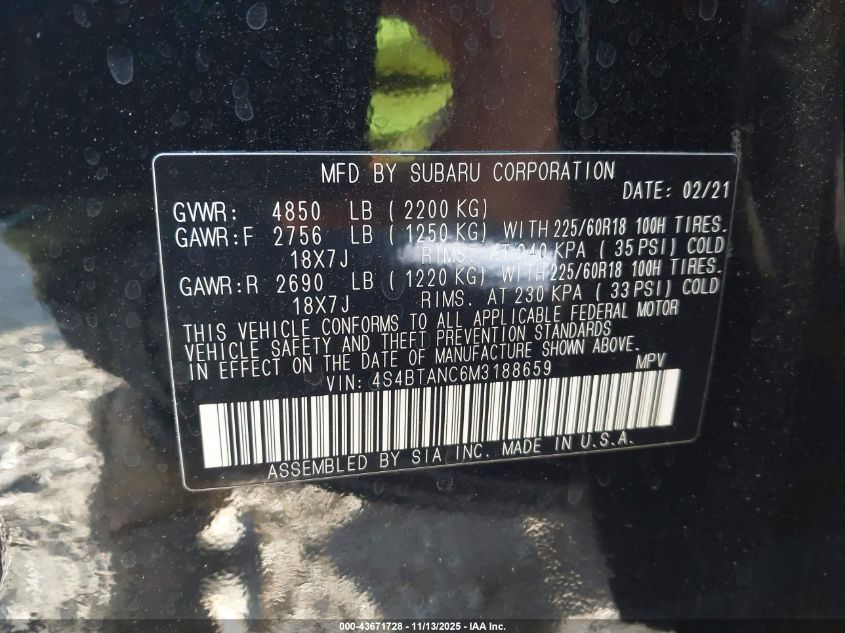 MFD BY SUBARU CORPORATION
DATE: 02/21
GVWR: 4850 LB (2200 KG)
GAWR:F 2756 LB (1250 KG) WITH 225/60R18 100H TIRES.
18X7J RIMS. AT 240 KPA (35 PSI) COLD
GAWR:R 2690 LB (1220 KG) WITH 225/60R18 100H TIRES.
18X7J RIMS. AT 230 KPA (33 PSI) COLD
THIS VEHICLE CONFORMS TO ALL APPLICABLE FEDERAL MOTOR
VEHICLE SAFETY AND THEFT PREVENTION STANDARDS
IN EFFECT ON THE DATE OF MANUFACTURE SHOWN ABOVE.
VIN: 4S4BTANC6M3188659 MPV
ASSEMBLED BY SIA INC. MADE IN U.S.A.
000-43671728 - 11/13/2025 - IAA Inc.